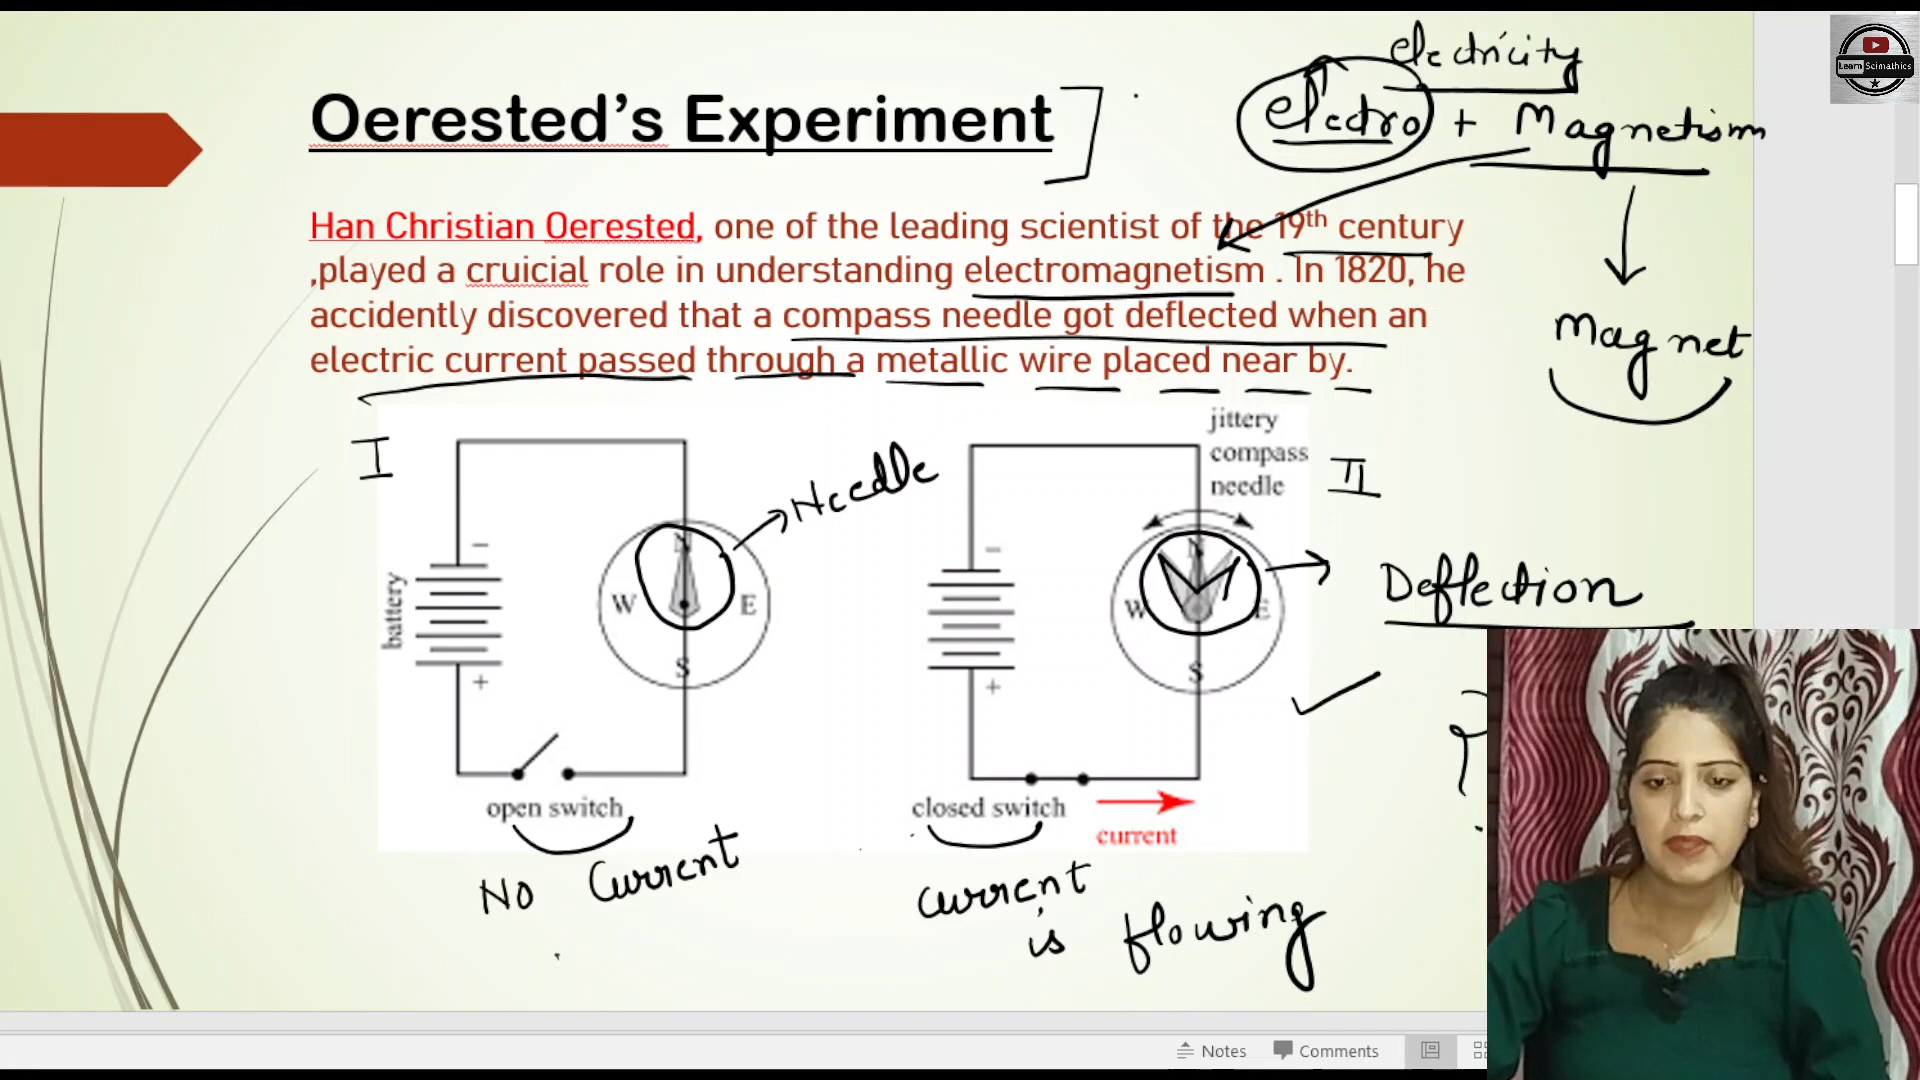 Learn Scimathics
electricity
Oerested's Experiment
electro + Magnetism
Han Christian Oerested, one of the leading scientist of the 19th century
,played a cruicial role in understanding electromagnetism . In 1820, he
accidently discovered that a compass needle got deflected when an
electric current passed through a metallic wire placed near by.
Magnet
I
Needle
jittery
compass
needle
II
battery
−
+
N
W
E
S
−
+
N
W
E
S
Deflection
open switch
closed switch
current
No Current
Current
is flowing
Notes
Comments